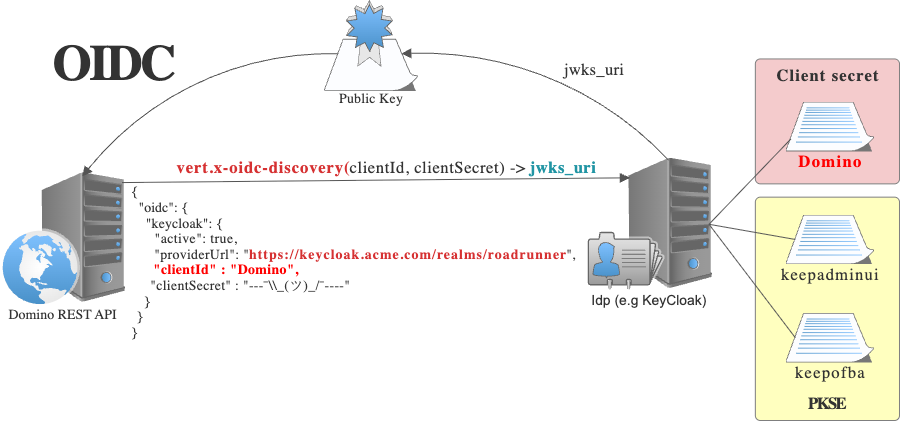 OIDC
jwks_uri
Public Key
Client secret
Domino
vert.x-oidc-discovery(clientId, clientSecret) -> jwks_uri
{
"oidc": {
"keycloak": {
"active": true,
"providerUrl": "https://keycloak.acme.com/realms/roadrunner",
"clientId" : "Domino",
"clientSecret" : "---¯\\_(ツ)_/¯----"
}
}
}
Domino REST API
Idp (e.g KeyCloak)
keepadminui
keepofba
PKSE